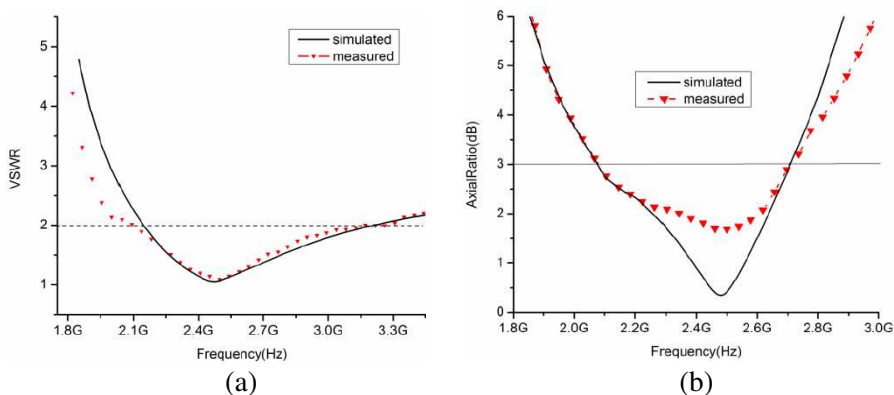 5
4
3
2
1
VSWR
simulated
measured
1.8G 2.1G 2.4G 2.7G 3.0G 3.3G
Frequency(Hz)
(a)
6
5
4
3
2
1
0
AxialRatio(dB)
simulated
measured
1.8G 2.0G 2.2G 2.4G 2.6G 2.8G 3.0G
Frequency(Hz)
(b)